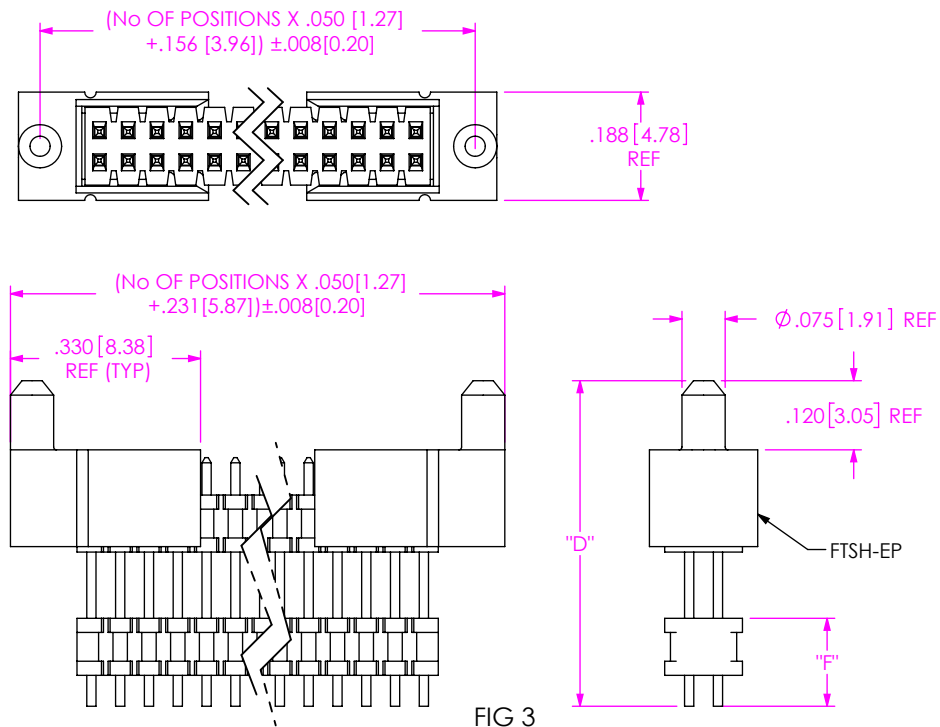 (No OF POSITIONS X .050 [1.27]
+.156 [3.96]) ±.008[0.20]
.188[4.78]
REF
(No OF POSITIONS X .050[1.27]
+.231[5.87])±.008[0.20]
.330[8.38]
REF (TYP)
Ø.075[1.91] REF
.120[3.05] REF
"D"
FTSH-EP
"F"
FIG 3